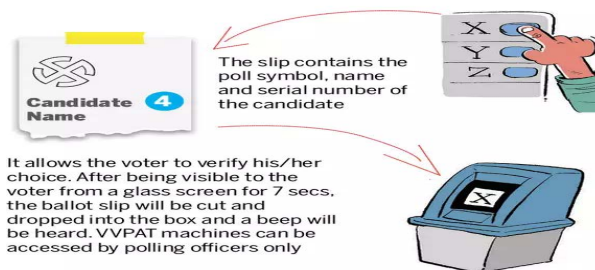 X
Y
Z
The slip contains the
poll symbol, name
and serial number of
the candidate
Candidate 4
Name
It allows the voter to verify his/her
choice. After being visible to the
voter from a glass screen for 7 secs,
the ballot slip will be cut and
dropped into the box and a beep will
be heard. VVPAT machines can be
accessed by polling officers only
X